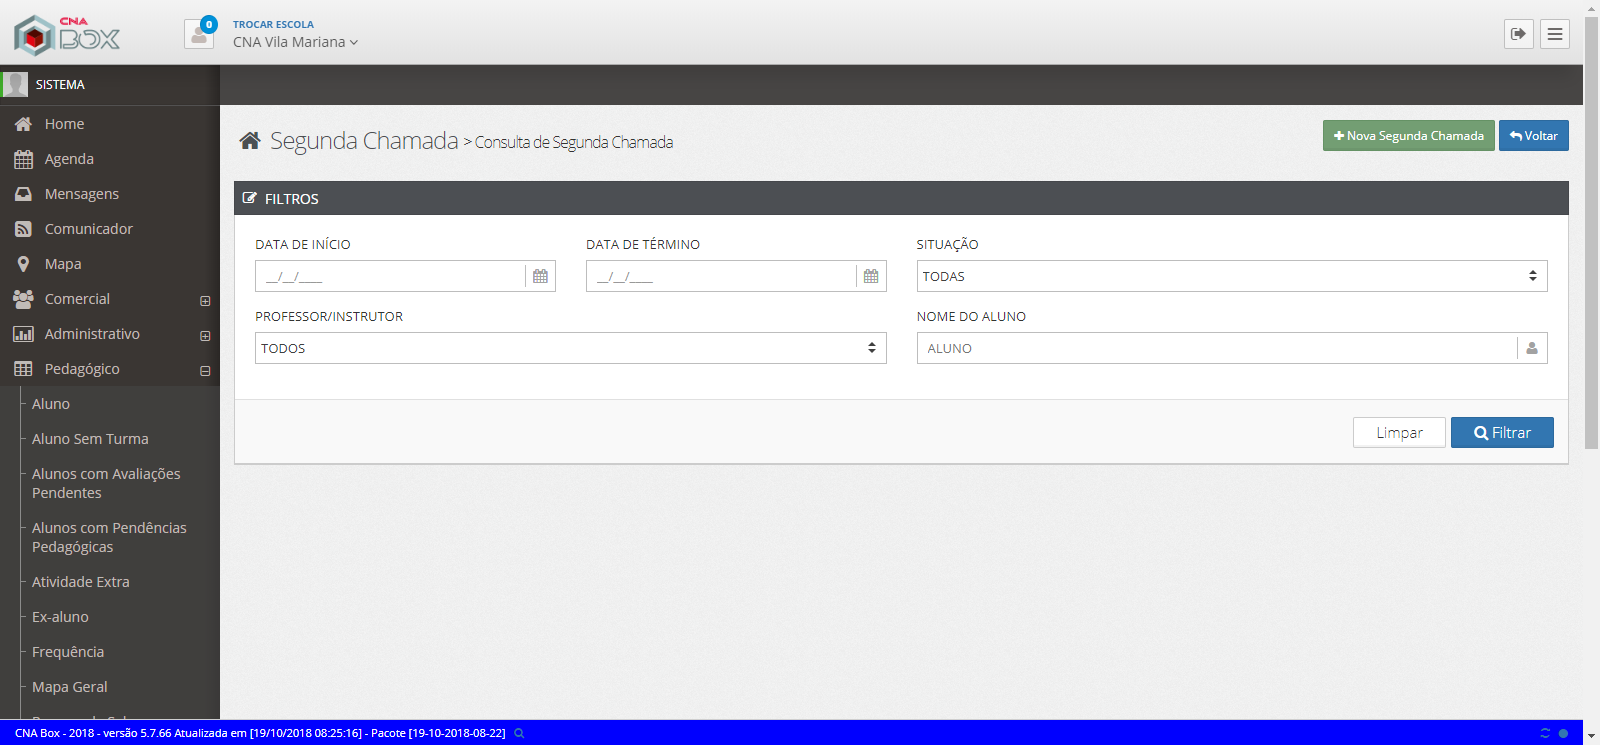 CNA
BOX
0
TROCAR ESCOLA
CNA Vila Mariana
SISTEMA
Home
Agenda
Mensagens
Comunicador
Mapa
Comercial
Administrativo
Pedagógico
Aluno
Aluno Sem Turma
Alunos com Avaliações
Pendentes
Alunos com Pendências
Pedagógicas
Atividade Extra
Ex-aluno
Frequência
Mapa Geral
Segunda Chamada > Consulta de Segunda Chamada
Nova Segunda Chamada
Voltar
FILTROS
DATA DE INÍCIO
__/__/____
DATA DE TÉRMINO
__/__/____
SITUAÇÃO
TODAS
PROFESSOR/INSTRUTOR
TODOS
NOME DO ALUNO
ALUNO
Limpar
Filtrar
CNA Box - 2018 - versão 5.7.66 Atualizada em [19/10/2018 08:25:16] - Pacote [19-10-2018-08-22]